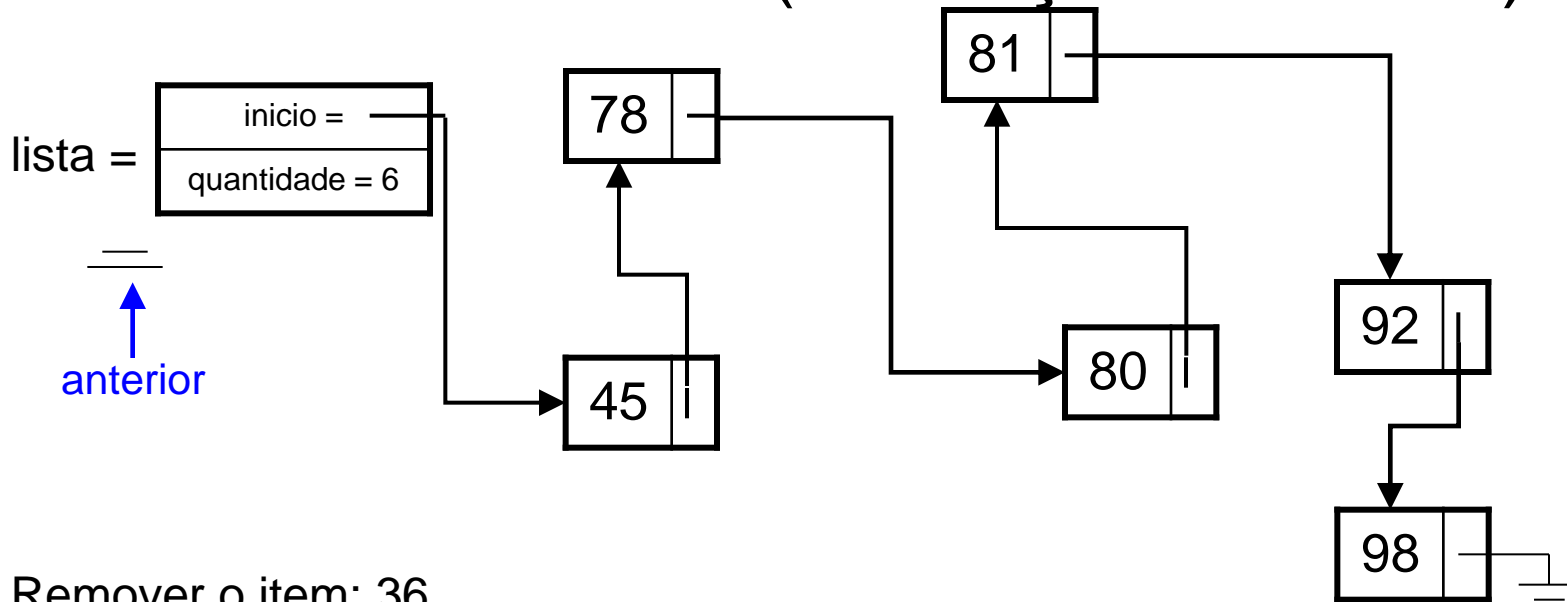 81
78
inicio =
lista =
quantidade = 6
92
80
anterior
45
98
Remover o item: 36